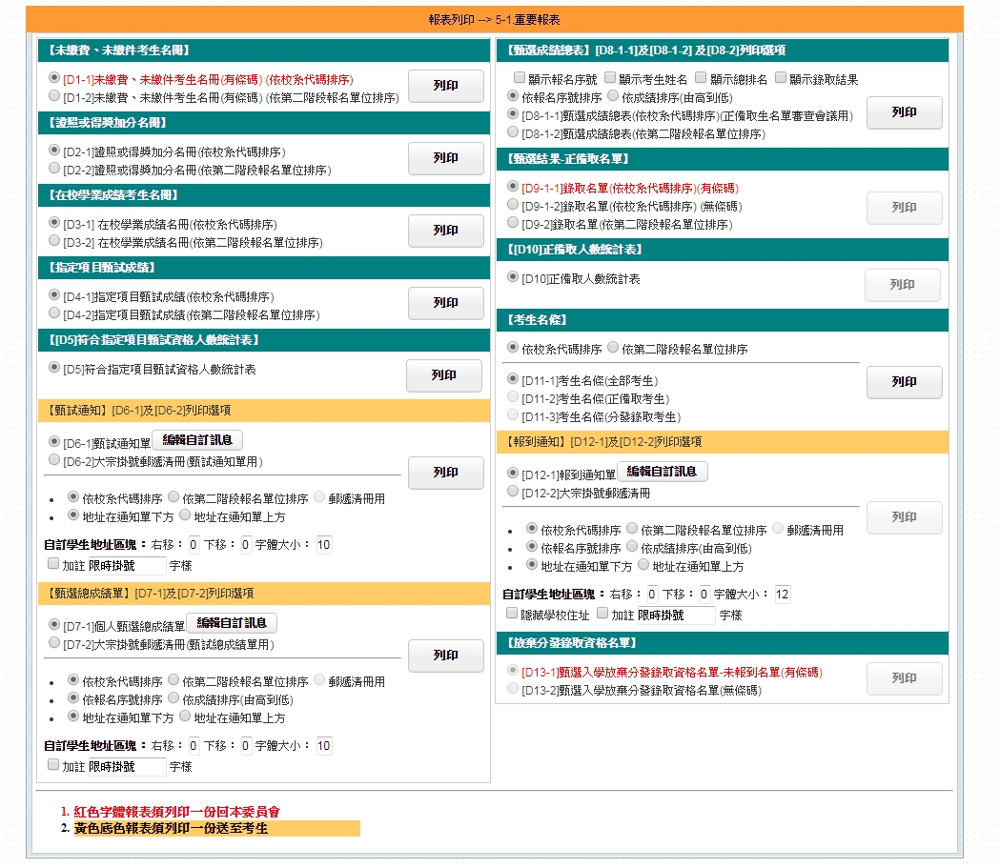 報表列印 --> 5-1.重要報表
【未繳費、未繳件考生名冊】
[D1-1]未繳費、未繳件考生名冊(有條碼) (依校系代碼排序)
[D1-2]未繳費、未繳件考生名冊(有條碼) (依第二階段報名單位排序)
列印
【證照或得獎加分名冊】
[D2-1]證照或得獎加分名冊(依校系代碼排序)
[D2-2]證照或得獎加分名冊(依第二階段報名單位排序)
列印
【在校學業成績考生名冊】
[D3-1] 在校學業成績名冊(依校系代碼排序)
[D3-2] 在校學業成績名冊(依第二階段報名單位排序)
列印
【指定項目甄試成績】
[D4-1]指定項目甄試成績(依校系代碼排序)
[D4-2]指定項目甄試成績(依第二階段報名單位排序)
列印
【[D5]符合指定項目甄試資格人數統計表】
[D5]符合指定項目甄試資格人數統計表
列印
【甄試通知】[D6-1]及[D6-2]列印選項
[D6-1]甄試通知單 編輯自訂訊息
[D6-2]大宗掛號郵遞清冊(甄試通知單用)
列印
• 依校系代碼排序 依第二階段報名單位排序 郵遞清冊用
• 地址在通知單下方 地址在通知單上方
自訂學生地址區塊： 右移： 0 下移： 0 字體大小： 10
加註 限時掛號 字樣
【甄選總成績單】[D7-1]及[D7-2]列印選項
[D7-1]個人甄選總成績單 編輯自訂訊息
[D7-2]大宗掛號郵遞清冊(甄試總成績單用)
列印
• 依校系代碼排序 依第二階段報名單位排序 郵遞清冊用
• 依報名序號排序 依成績排序(由高到低)
• 地址在通知單下方 地址在通知單上方
自訂學生地址區塊： 右移： 0 下移： 0 字體大小： 10
加註 限時掛號 字樣
【甄選成績總表】[D8-1-1]及[D8-1-2] 及[D8-2]列印選項
顯示報名序號 顯示考生姓名 顯示總排名 顯示錄取結果
依報名序號排序 依成績排序(由高到低)
[D8-1-1]甄選成績總表(依校系代碼排序)(正備取生名單審查會議用)
[D8-1-2]甄選成績總表(依第二階段報名單位排序)
列印
【甄選結果-正備取名單】
[D9-1-1]錄取名單(依校系代碼排序)(有條碼)
[D9-1-2]錄取名單(依校系代碼排序) (無條碼)
[D9-2]錄取名單(依第二階段報名單位排序)
列印
【[D10]正備取人數統計表】
[D10]正備取人數統計表
列印
【考生名條】
依校系代碼排序 依第二階段報名單位排序
[D11-1]考生名條(全部考生)
[D11-2]考生名條(正備取考生)
[D11-3]考生名條(分發錄取考生)
列印
【報到通知】[D12-1]及[D12-2]列印選項
[D12-1]報到通知單 編輯自訂訊息
[D12-2]大宗掛號郵遞清冊
列印
• 依校系代碼排序 依第二階段報名單位排序 郵遞清冊用
• 依報名序號排序 依成績排序(由高到低)
• 地址在通知單下方 地址在通知單上方
自訂學生地址區塊： 右移： 0 下移： 0 字體大小： 12
隱藏學校住址 加註 限時掛號 字樣
【放棄分發錄取資格名單】
[D13-1]甄選入學放棄分發錄取資格名單-未報到名單(有條碼)
[D13-2]甄選入學放棄分發錄取資格名單(無條碼)
列印
1. 紅色字體報表須列印一份回本委員會
2. 黃色底色報表須列印一份送至考生